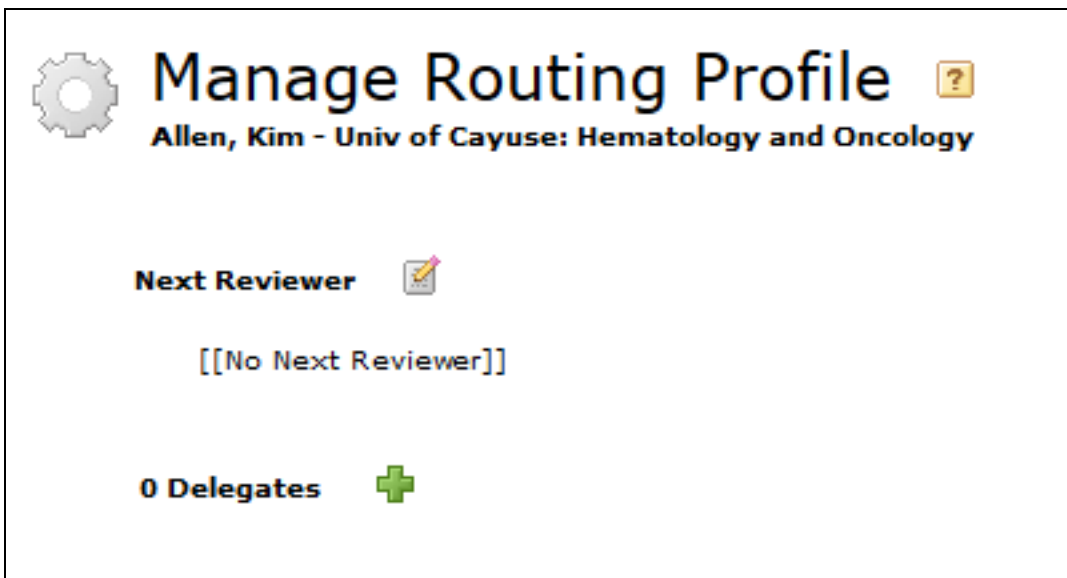 Manage Routing Profile ?
Allen, Kim - Univ of Cayuse: Hematology and Oncology
Next Reviewer
[[No Next Reviewer]]
0 Delegates